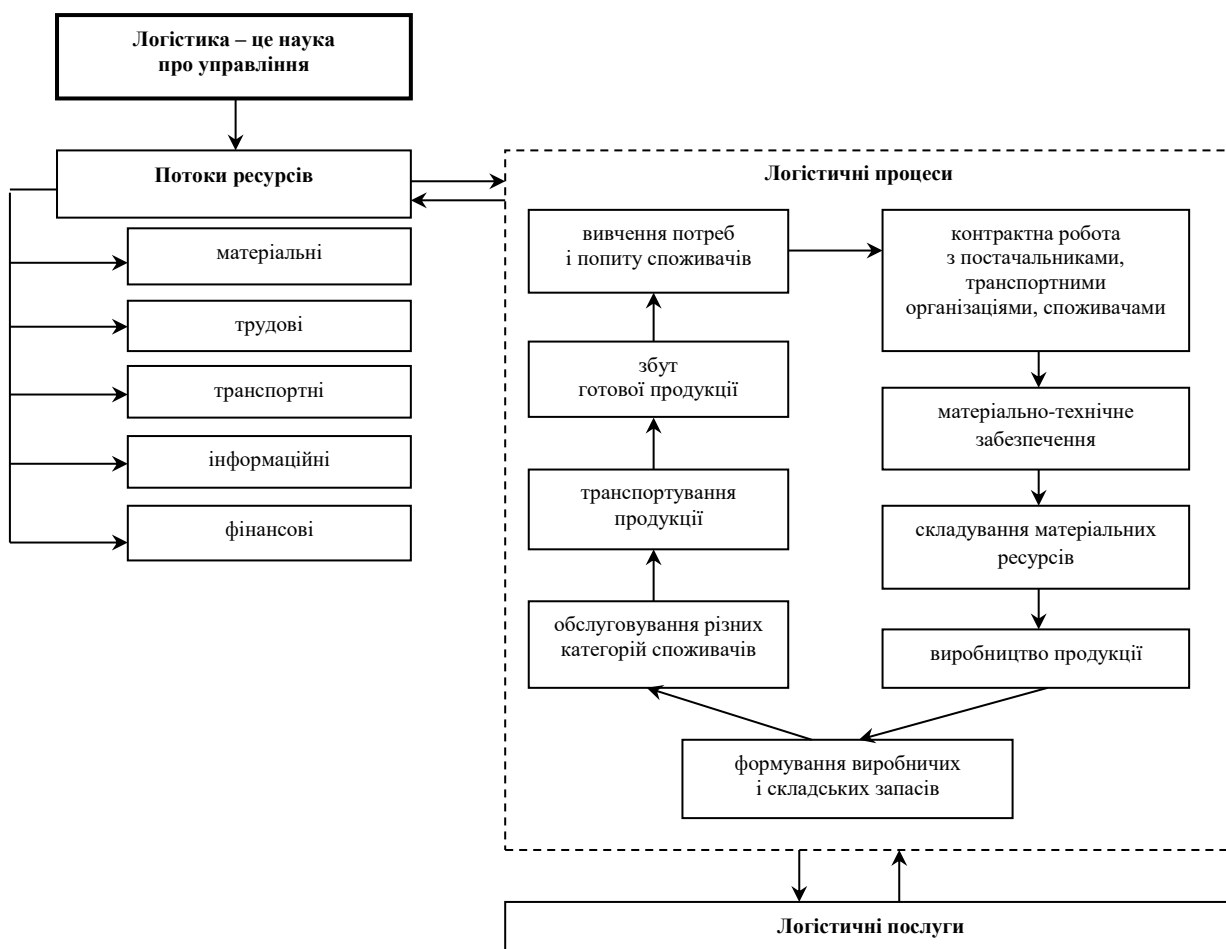 Логістика – це наука
про управління
Потоки ресурсів
матеріальні
трудові
транспортні
інформаційні
фінансові
Логістичні процеси
вивчення потреб
і попиту споживачів
контрактна робота
з постачальниками,
транспортними
організаціями, споживачами
збут
готової продукції
матеріально-технічне
забезпечення
транспортування
продукції
складування матеріальних
ресурсів
обслуговування різних
категорій споживачів
виробництво продукції
формування виробничих
і складських запасів
Логістичні послуги